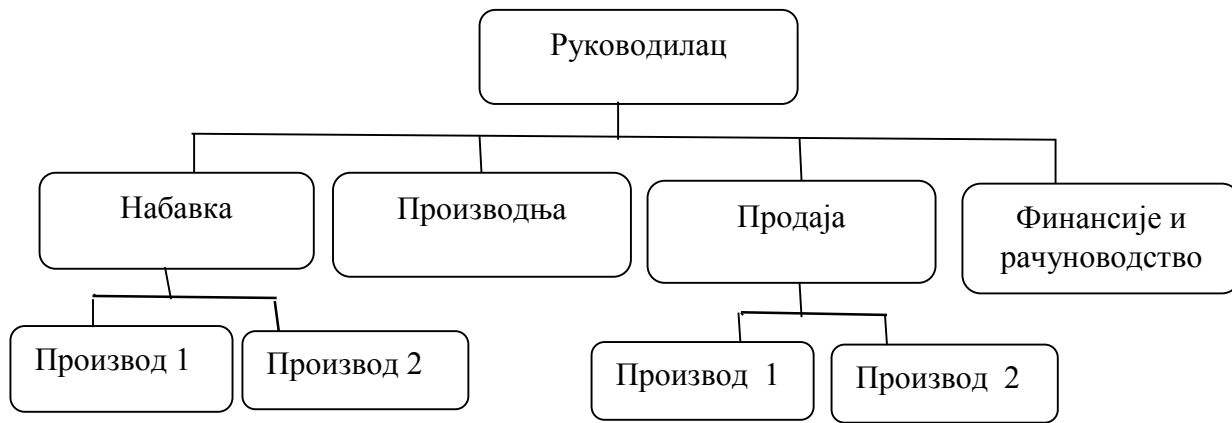 Руководилац
Набавка
Производња
Продаја
Финансије и
рачуноводство
Производ 1
Производ 2
Производ 1
Производ 2